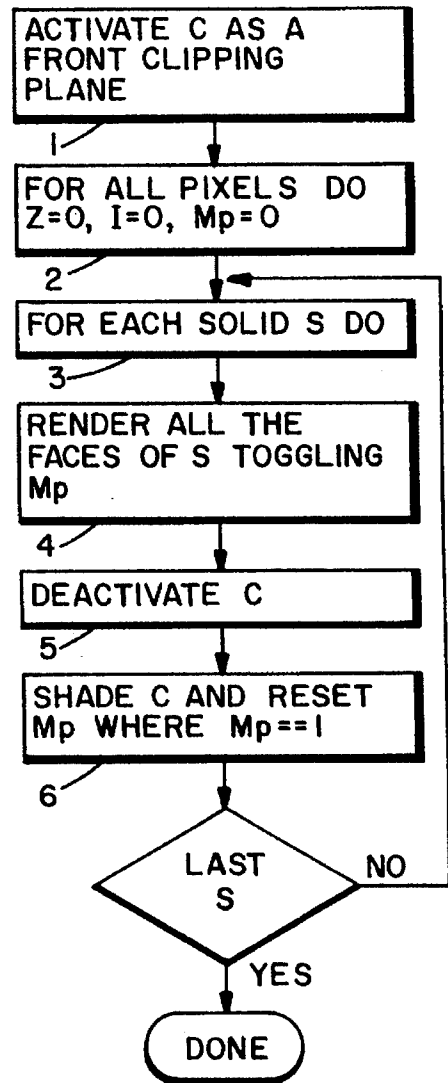 ACTIVATE C AS A
FRONT CLIPPING
PLANE
1
FOR ALL PIXELS DO
Z=0, I=0, Mp=0
2
FOR EACH SOLID S DO
3
RENDER ALL THE
FACES OF S TOGGLING
Mp
4
DEACTIVATE C
5
SHADE C AND RESET
Mp WHERE Mp==1
6
LAST
S
NO
YES
DONE